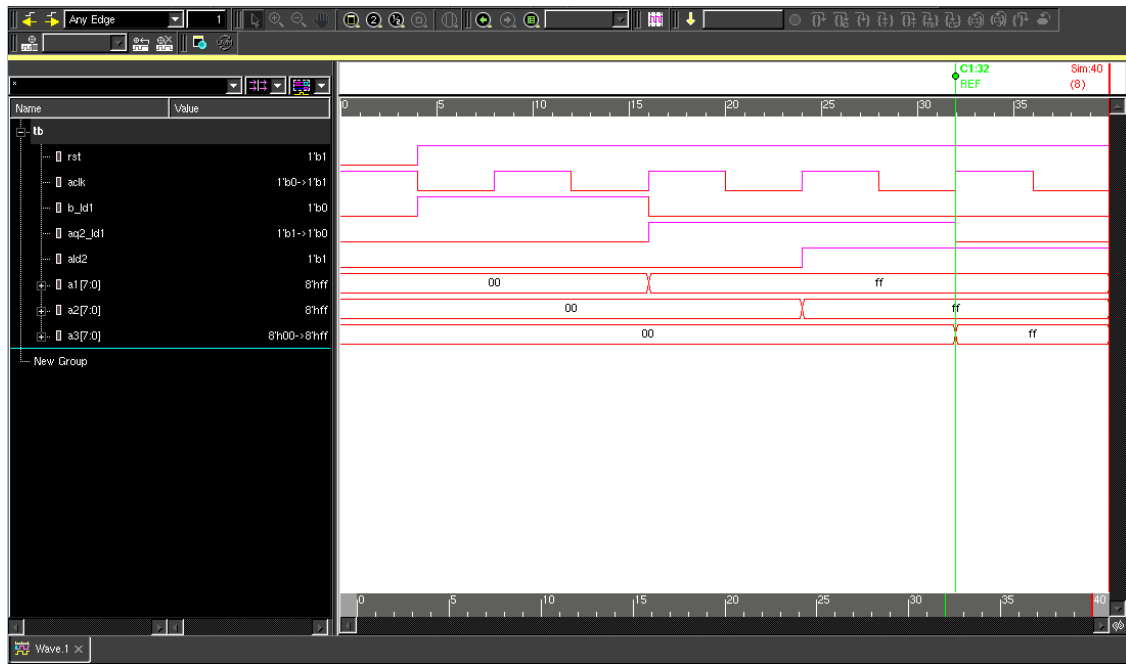 Any Edge 1
*
C1:32 Sim:40
REF (8)
Name Value
0 5 10 15 20 25 30 35
tb
rst 1'b1
aclk 1'b0->1'b1
b_ld1 1'b0
aq2_ld1 1'b1->1'b0
ald2 1'b1
a1[7:0] 8'hff 00 ff
a2[7:0] 8'hff 00 ff
a3[7:0] 8'h00->8'hff 00 ff
New Group
0 5 10 15 20 25 30 35 40
Wave.1